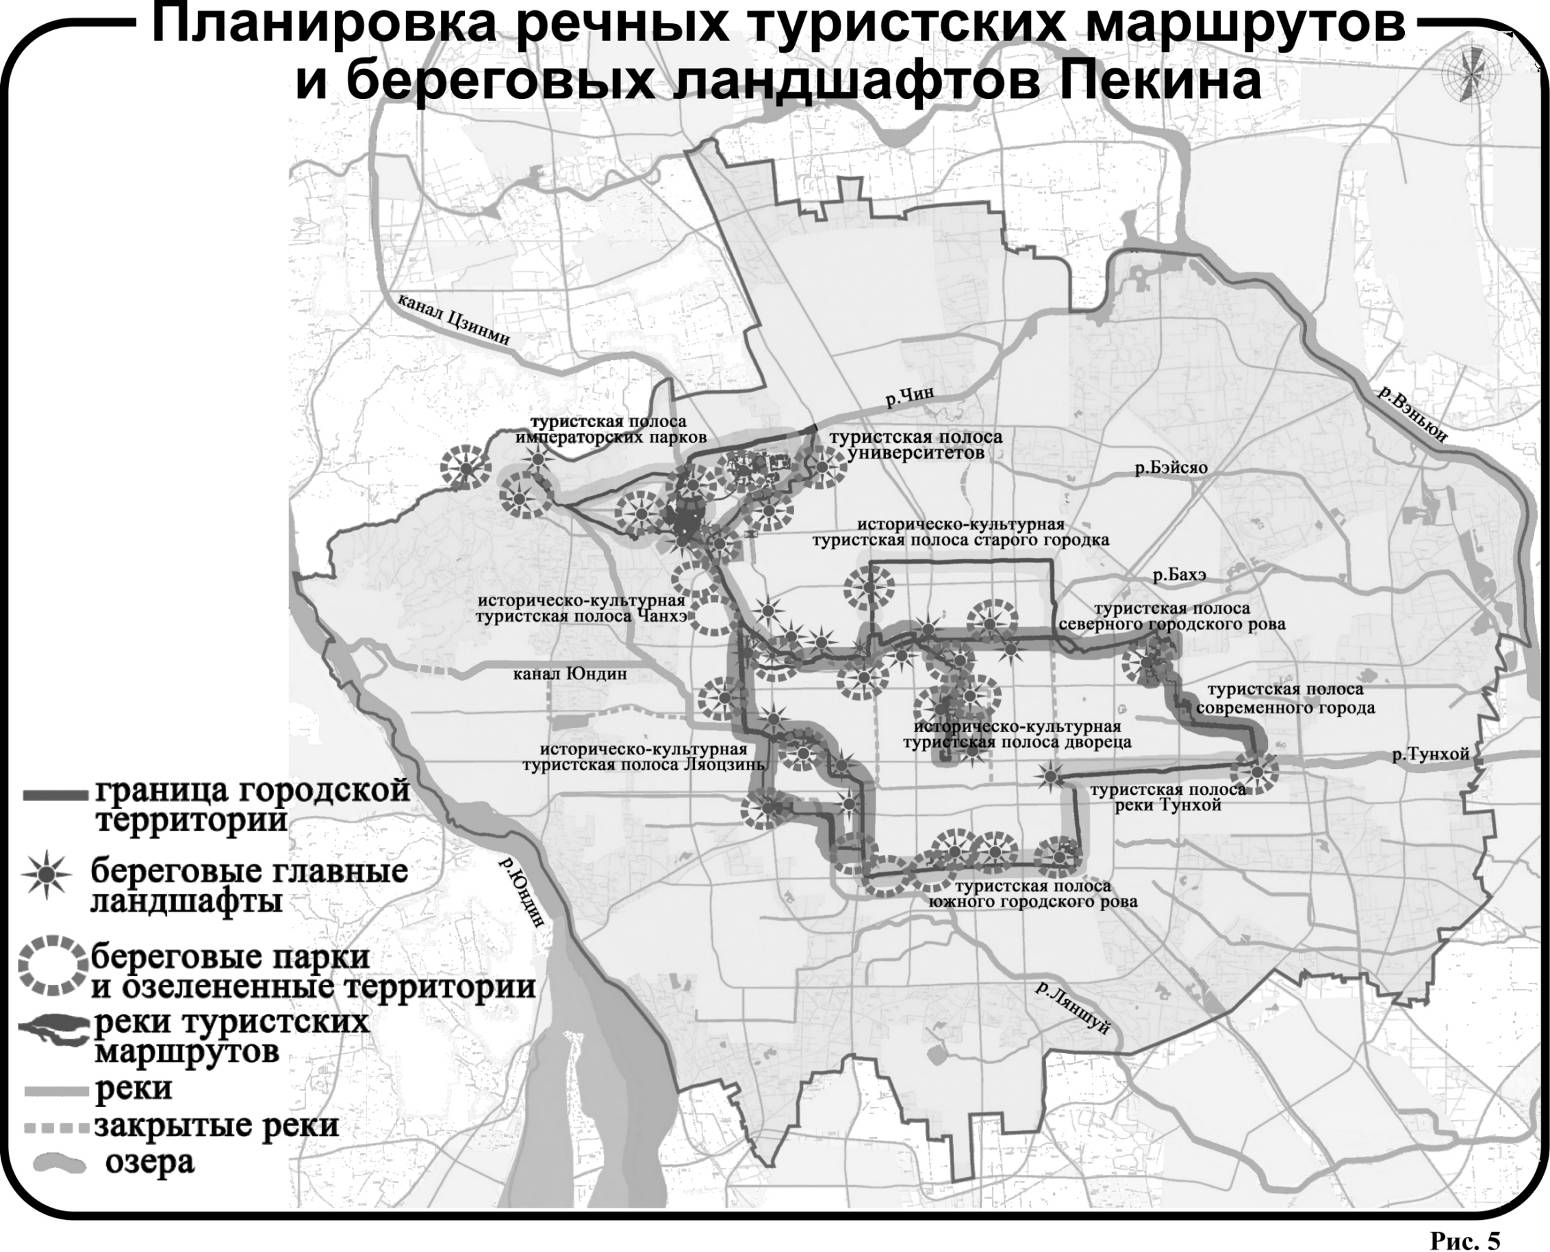 Планировка речных туристских маршрутов
и береговых ландшафтов Пекина
канал Цзинми
р.Чин
р.Вэньюи
туристская полоса
императорских парков
туристская полоса
университетов
р.Бэйсяо
историческо-культурная
туристская полоса старого городка
р.Бахэ
историческо-культурная
туристская полоса Чанхэ
туристская полоса
северного городского рова
канал Юндин
туристская полоса
современного города
историческо-культурная
туристская полоса двореца
историческо-культурная
туристская полоса Ляоцзинь
р.Тунхой
туристская полоса
реки Тунхой
р.Юндин
туристская полоса
южного городского рова
р.Ляншуй
граница городской
территории
береговые главные
ландшафты
береговые парки
и озелененные территории
реки туристских
маршрутов
реки
закрытые реки
озера
Рис. 5